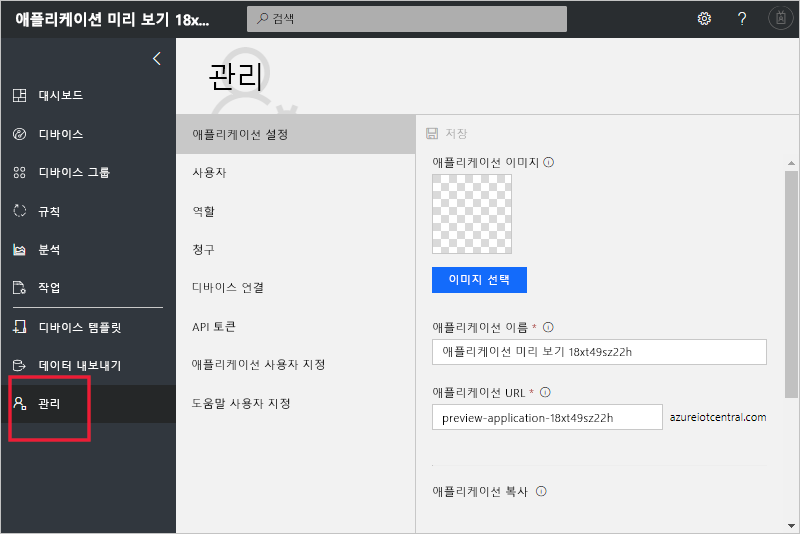 애플리케이션 미리 보기 18x...
검색
?
관리
대시보드
디바이스
디바이스 그룹
규칙
분석
작업
디바이스 템플릿
데이터 내보내기
관리
애플리케이션 설정
사용자
역할
청구
디바이스 연결
API 토큰
애플리케이션 사용자 지정
도움말 사용자 지정
저장
애플리케이션 이미지
이미지 선택
애플리케이션 이름 *
애플리케이션 미리 보기 18xt49sz22h
애플리케이션 URL *
preview-application-18xt49sz22h azureiotcentral.com
애플리케이션 복사